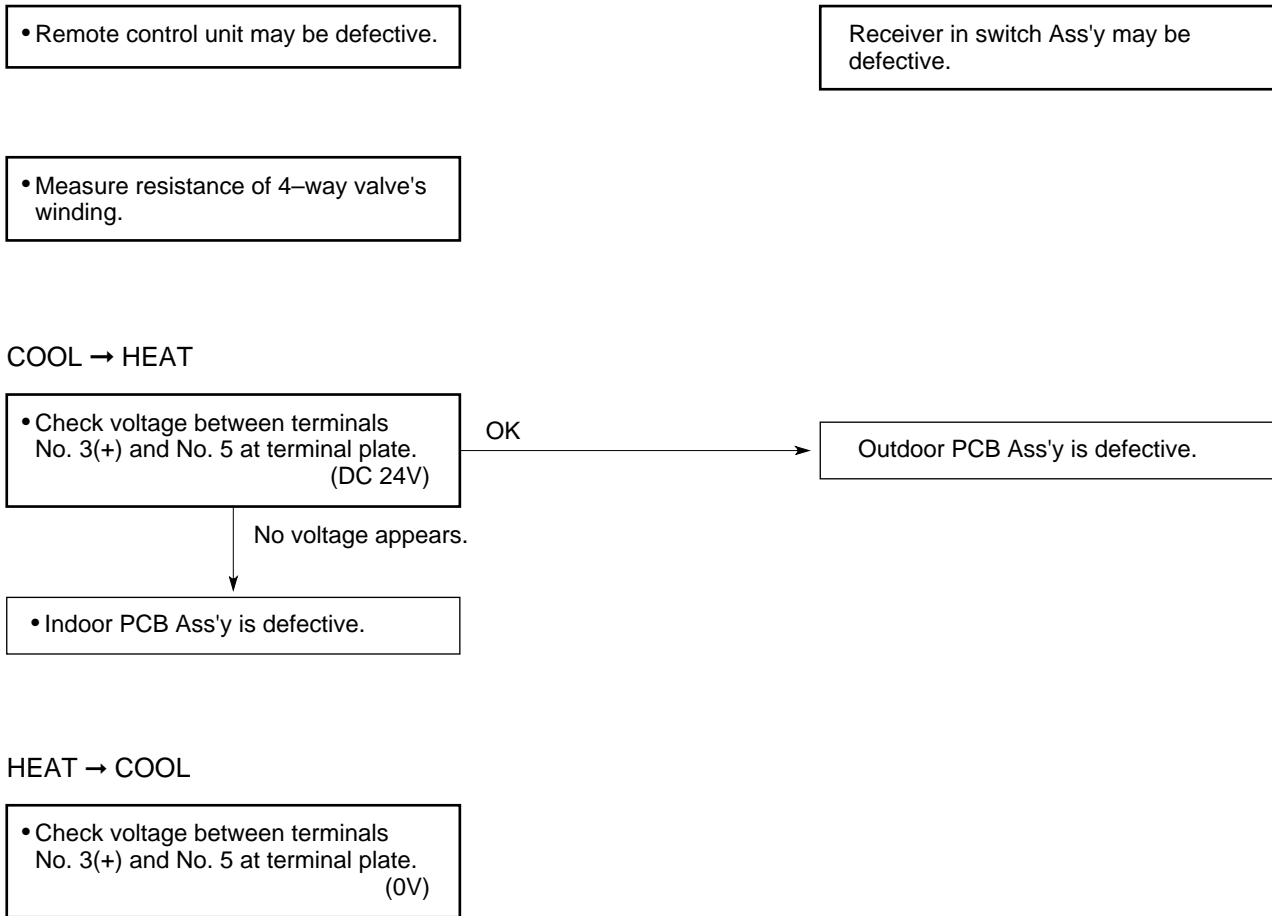 • Remote control unit may be defective.
Receiver in switch Ass'y may be
defective.
• Measure resistance of 4–way valve's
winding.
COOL → HEAT
• Check voltage between terminals
No. 3(+) and No. 5 at terminal plate.
(DC 24V)
OK
Outdoor PCB Ass'y is defective.
No voltage appears.
• Indoor PCB Ass'y is defective.
HEAT → COOL
• Check voltage between terminals
No. 3(+) and No. 5 at terminal plate.
(0V)